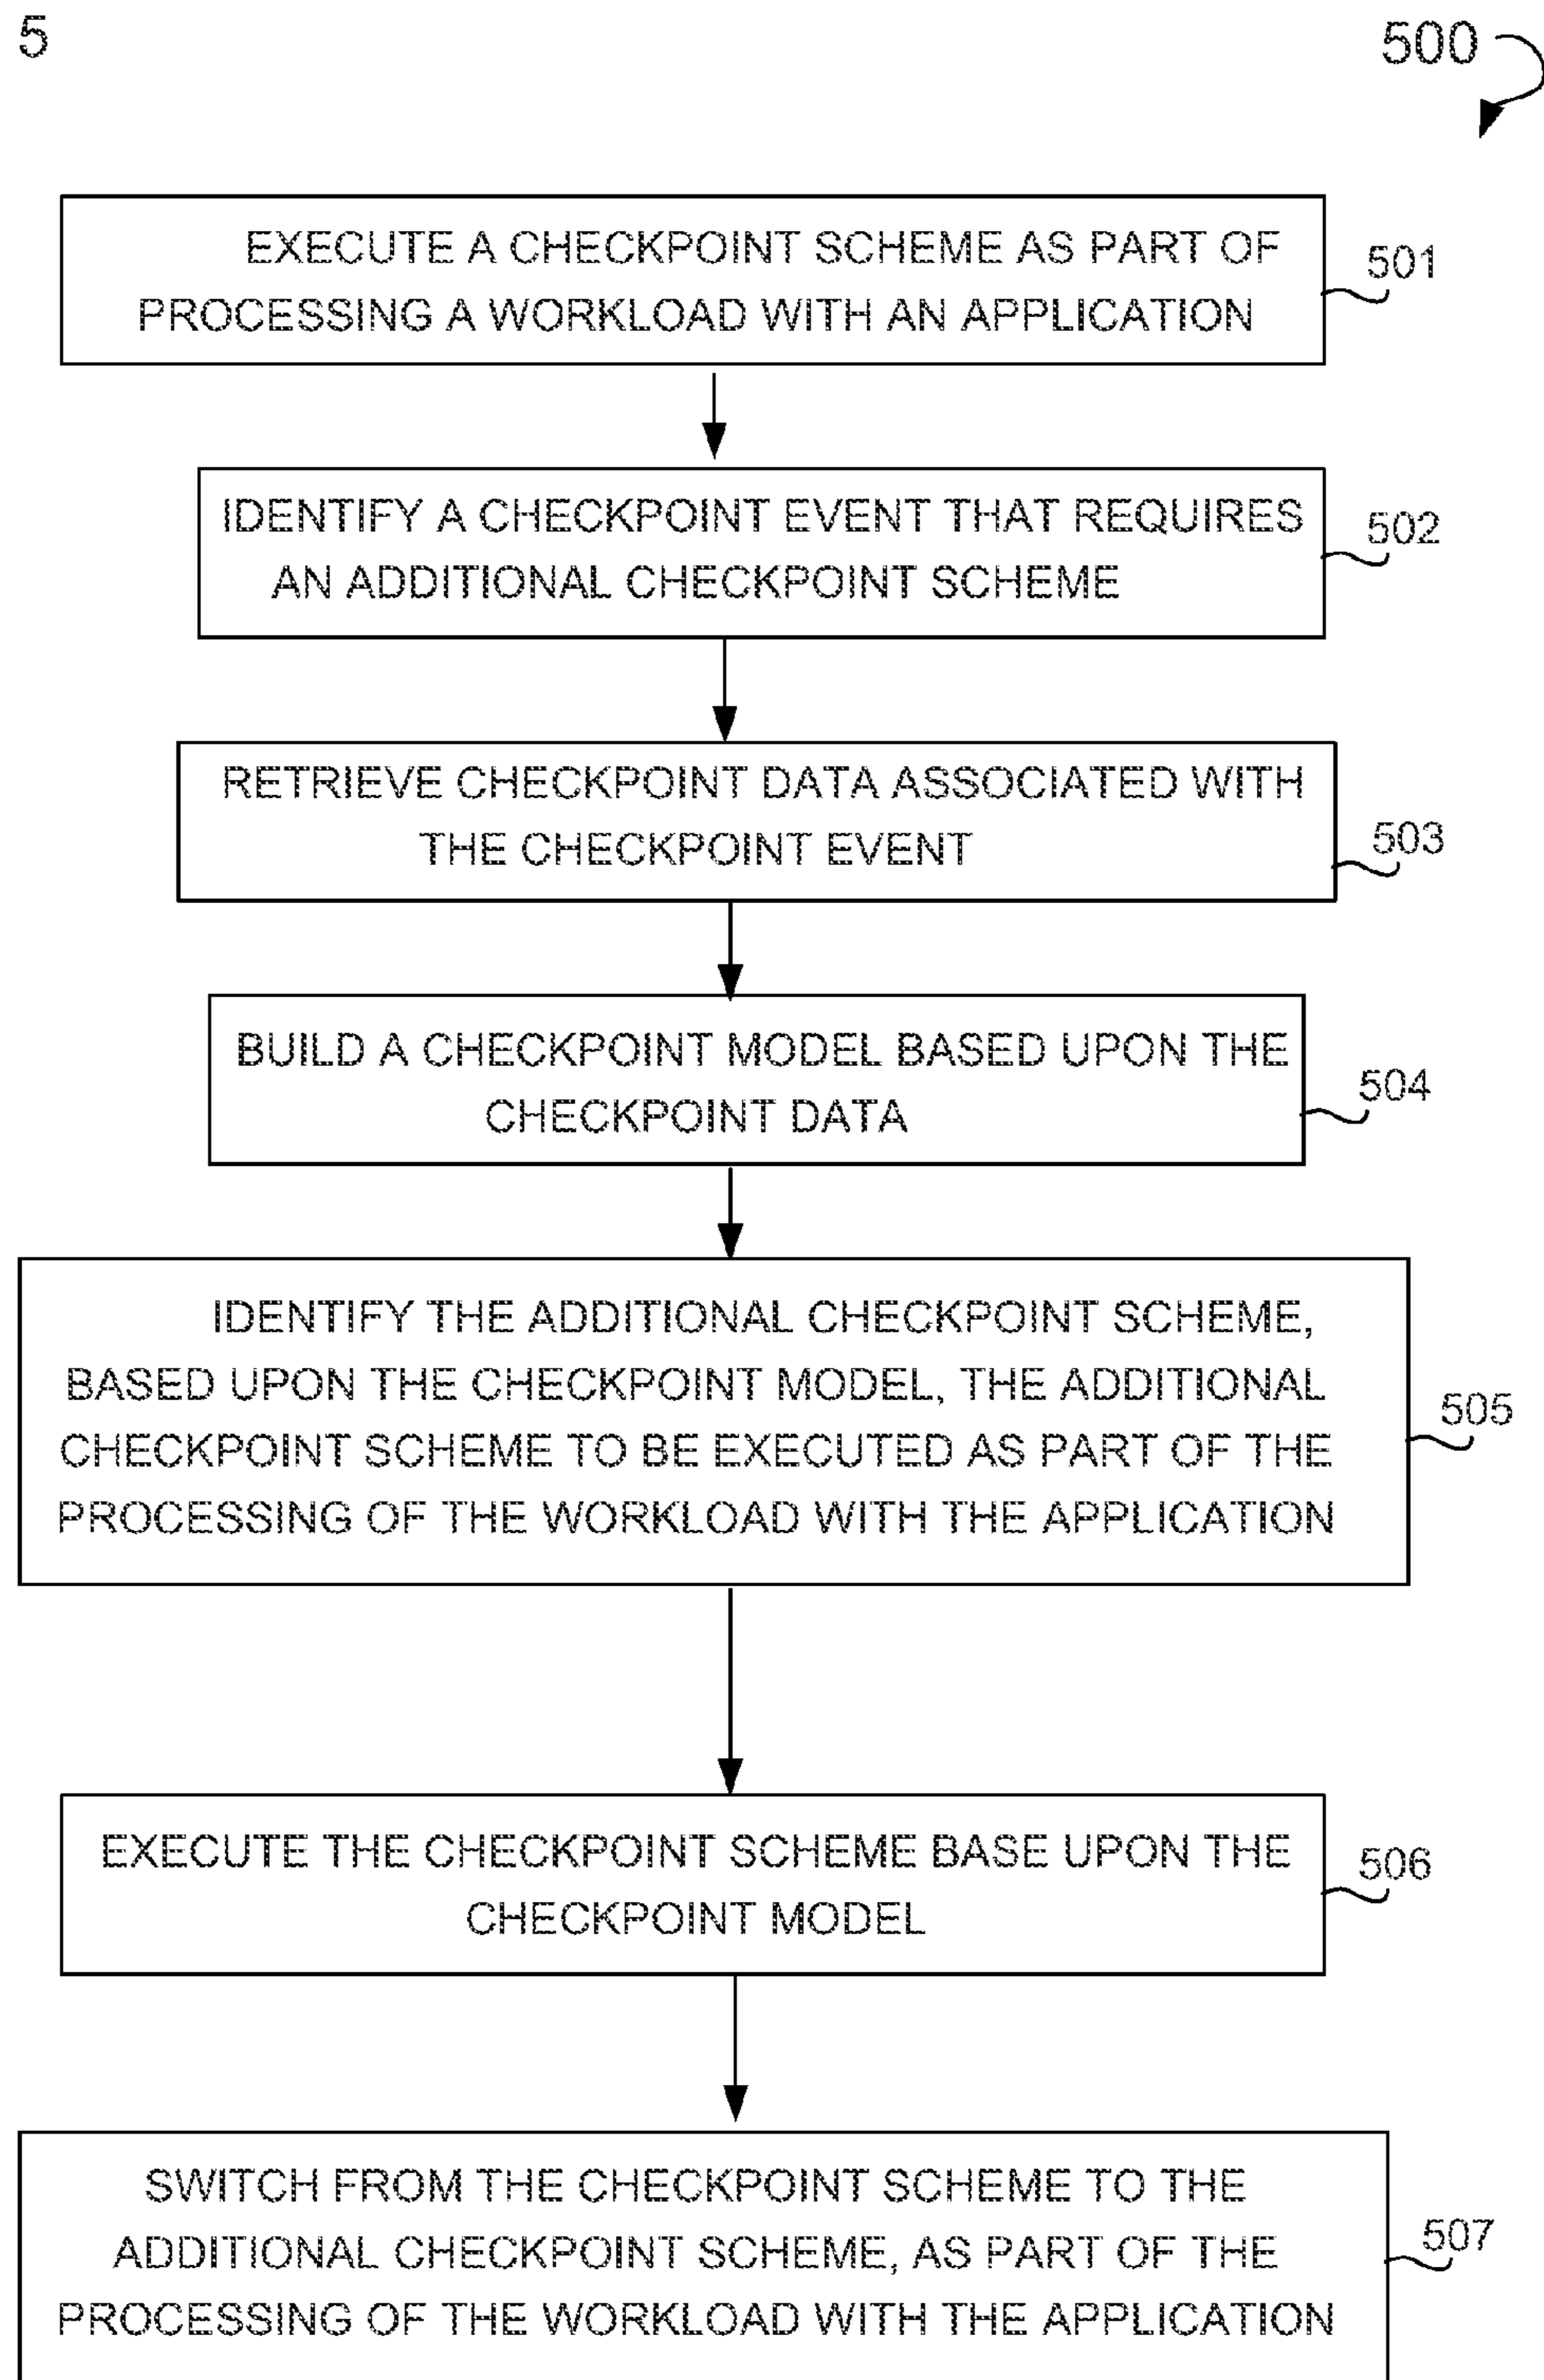 5
500
EXECUTE A CHECKPOINT SCHEME AS PART OF
PROCESSING A WORKLOAD WITH AN APPLICATION
501
IDENTIFY A CHECKPOINT EVENT THAT REQUIRES
AN ADDITIONAL CHECKPOINT SCHEME
502
RETRIEVE CHECKPOINT DATA ASSOCIATED WITH
THE CHECKPOINT EVENT
503
BUILD A CHECKPOINT MODEL BASED UPON THE
CHECKPOINT DATA
504
IDENTIFY THE ADDITIONAL CHECKPOINT SCHEME,
BASED UPON THE CHECKPOINT MODEL, THE ADDITIONAL
CHECKPOINT SCHEME TO BE EXECUTED AS PART OF THE
PROCESSING OF THE WORKLOAD WITH THE APPLICATION
505
EXECUTE THE CHECKPOINT SCHEME BASE UPON THE
CHECKPOINT MODEL
506
SWITCH FROM THE CHECKPOINT SCHEME TO THE
ADDITIONAL CHECKPOINT SCHEME, AS PART OF THE
PROCESSING OF THE WORKLOAD WITH THE APPLICATION
507